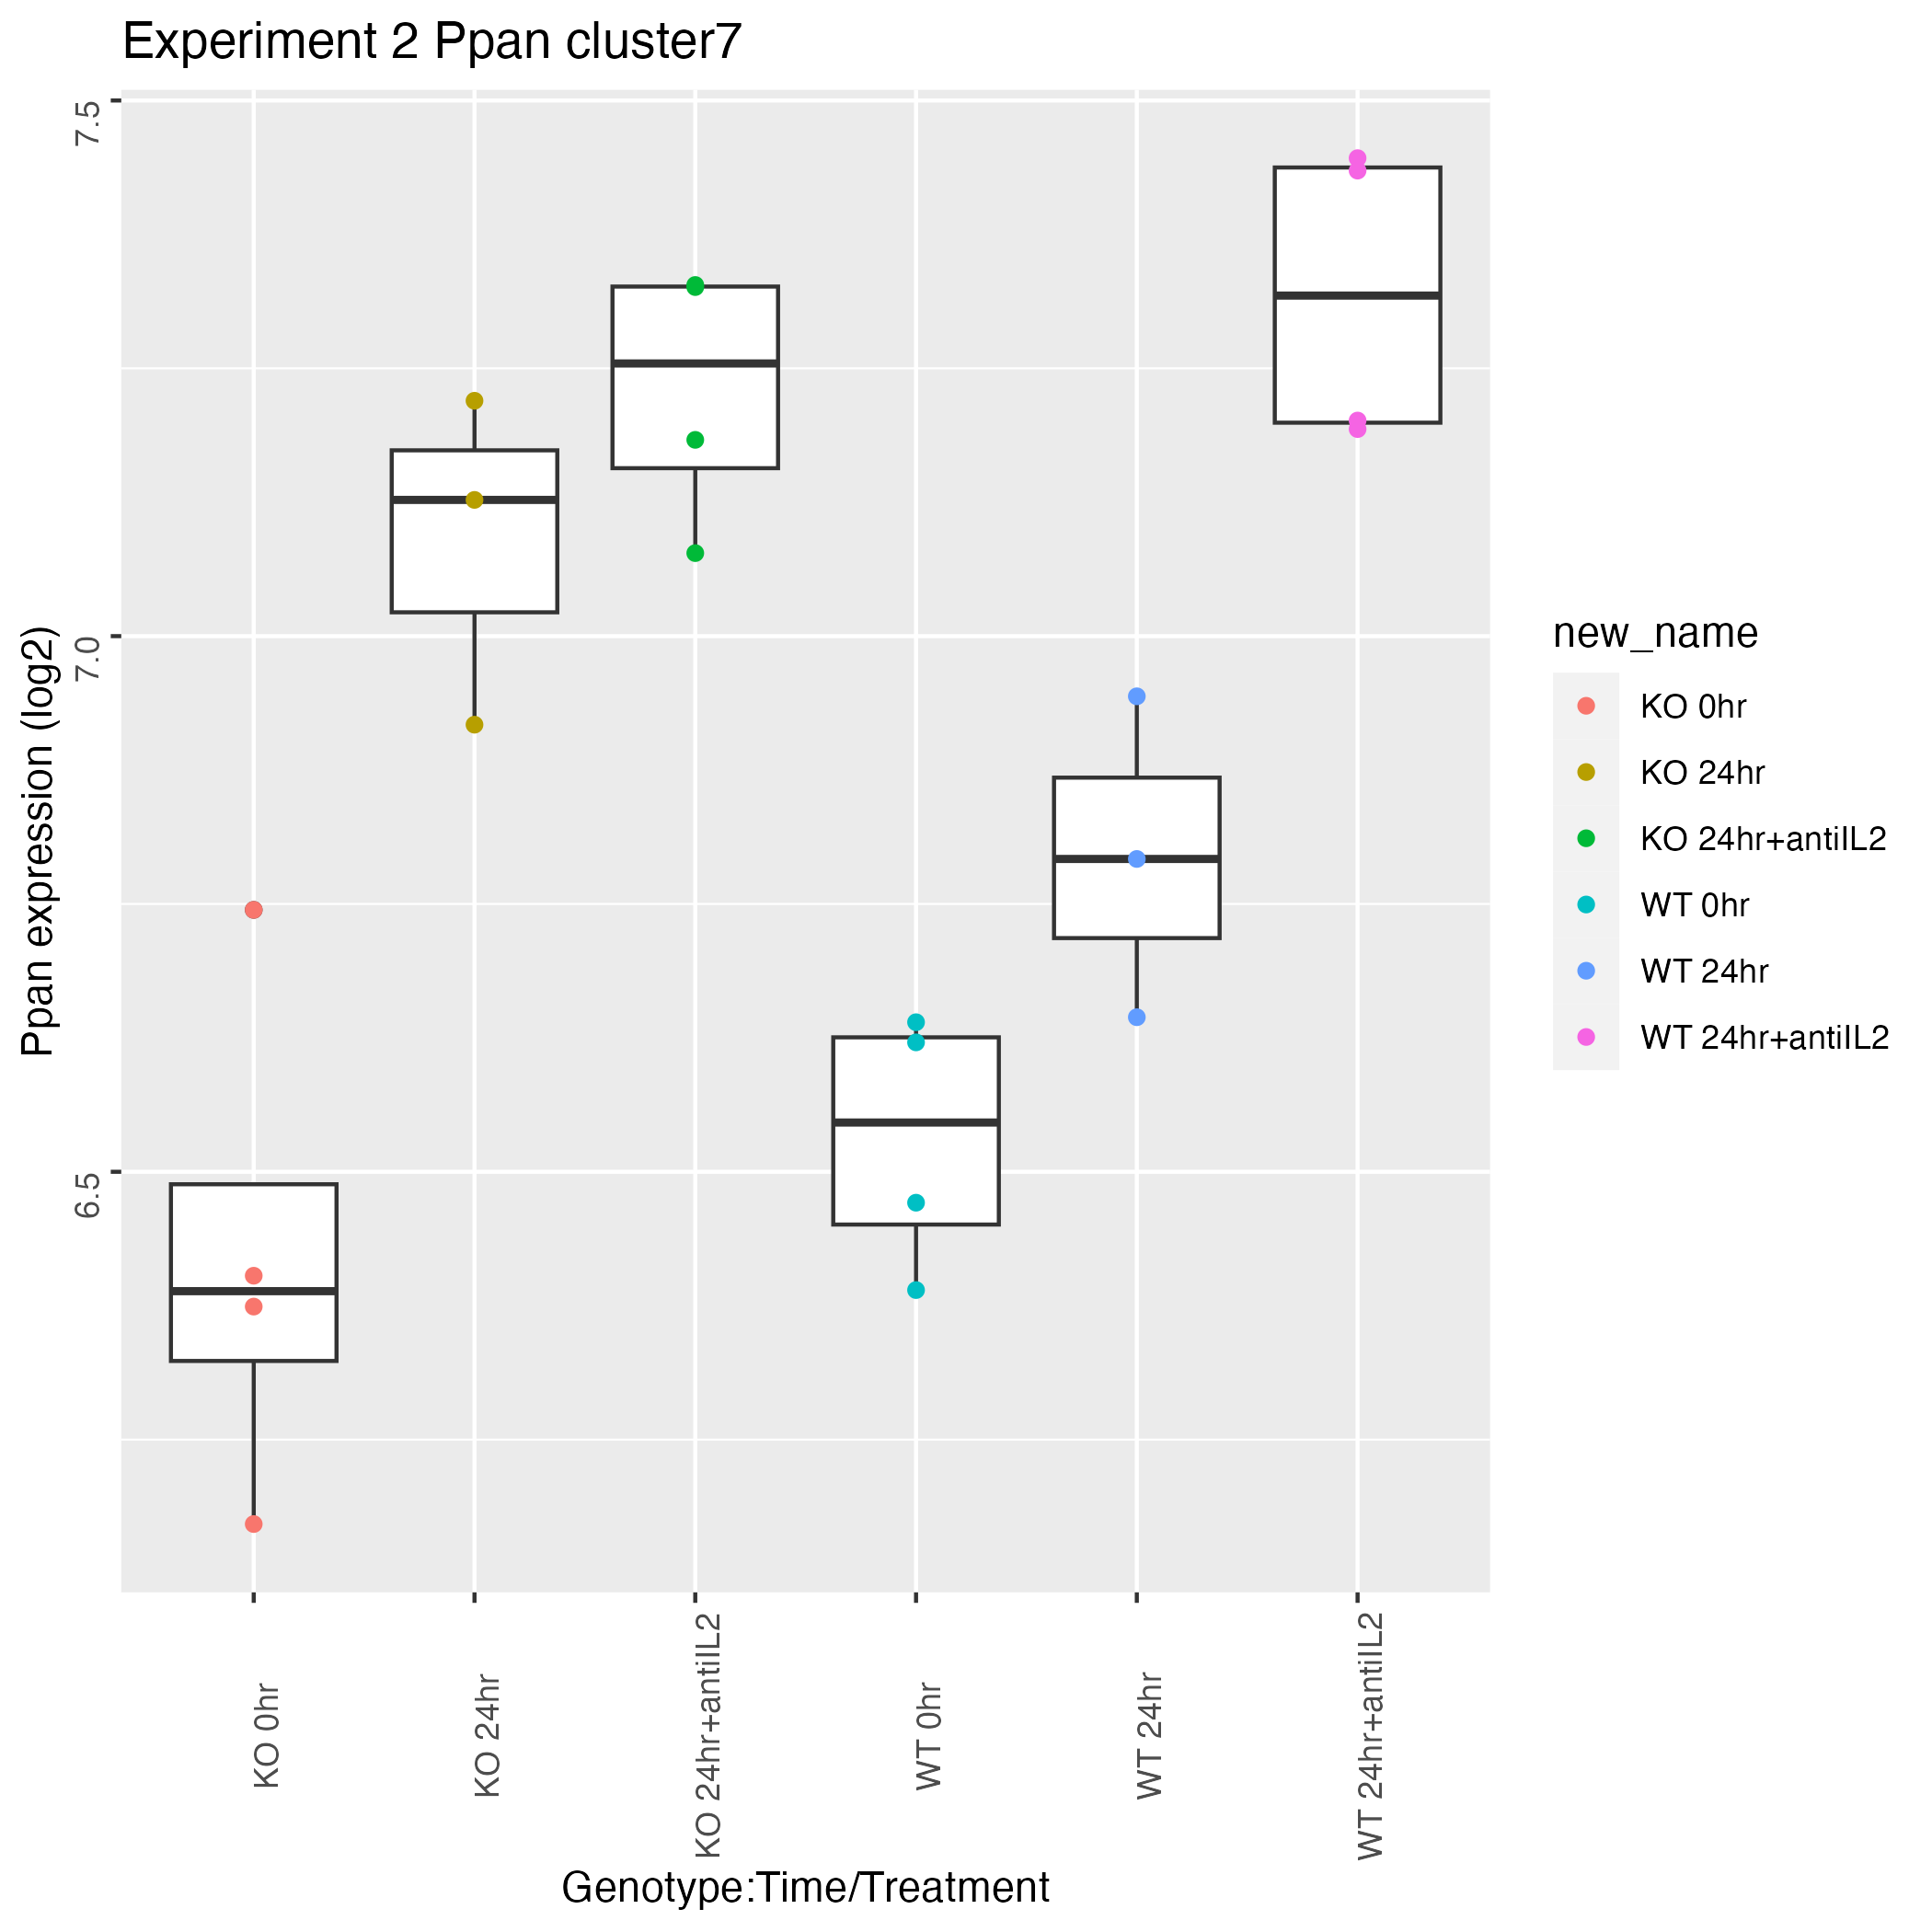 Experiment 2 Ppan cluster7
7.5
7.0
6.5
Ppan expression (log2)
KO 0hr
KO 24hr
KO 24hr+antiIL2
WT 0hr
WT 24hr
WT 24hr+antiIL2
Genotype:Time/Treatment
new_name
KO 0hr
KO 24hr
KO 24hr+antiIL2
WT 0hr
WT 24hr
WT 24hr+antiIL2